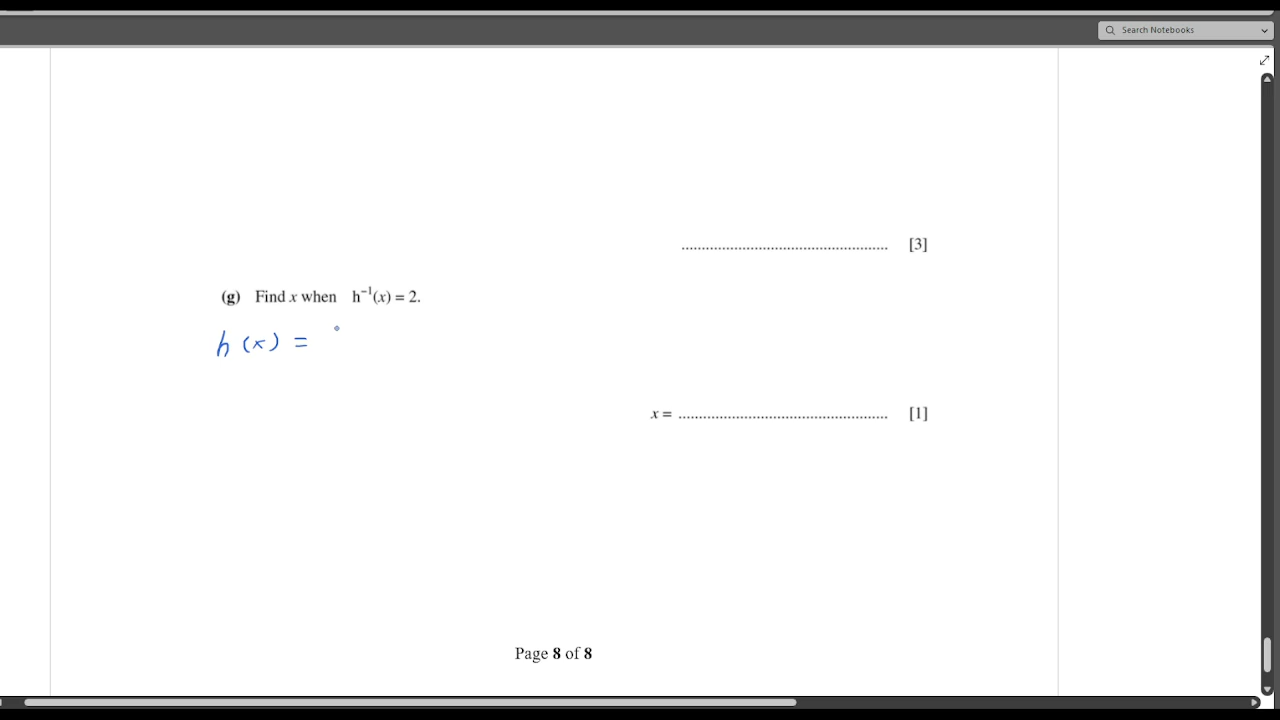 Search Notebooks
................................................... [3]
(g) Find x when h⁻¹(x) = 2.
h (x) =
x = ................................................... [1]
Page 8 of 8